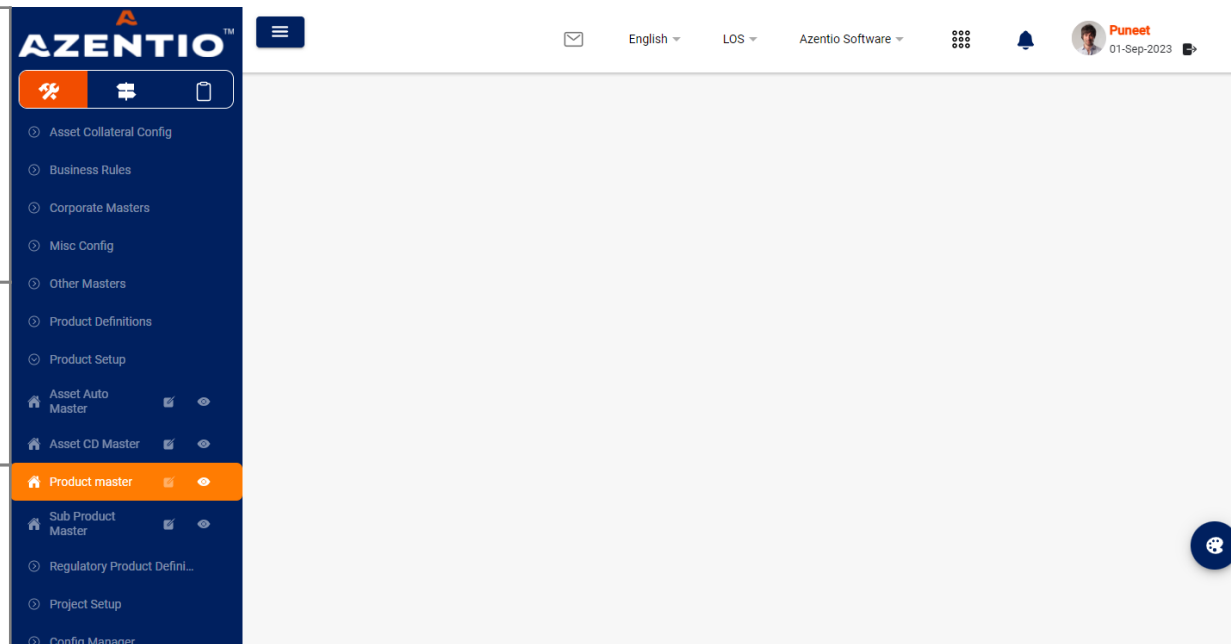 AZENTIO™
English
LOS
Azentio Software
Puneet
01-Sep-2023
Asset Collateral Config
Business Rules
Corporate Masters
Misc Config
Other Masters
Product Definitions
Product Setup
Asset Auto
Master
Asset CD Master
Product master
Sub Product
Master
Regulatory Product Defini...
Project Setup
Config Manager